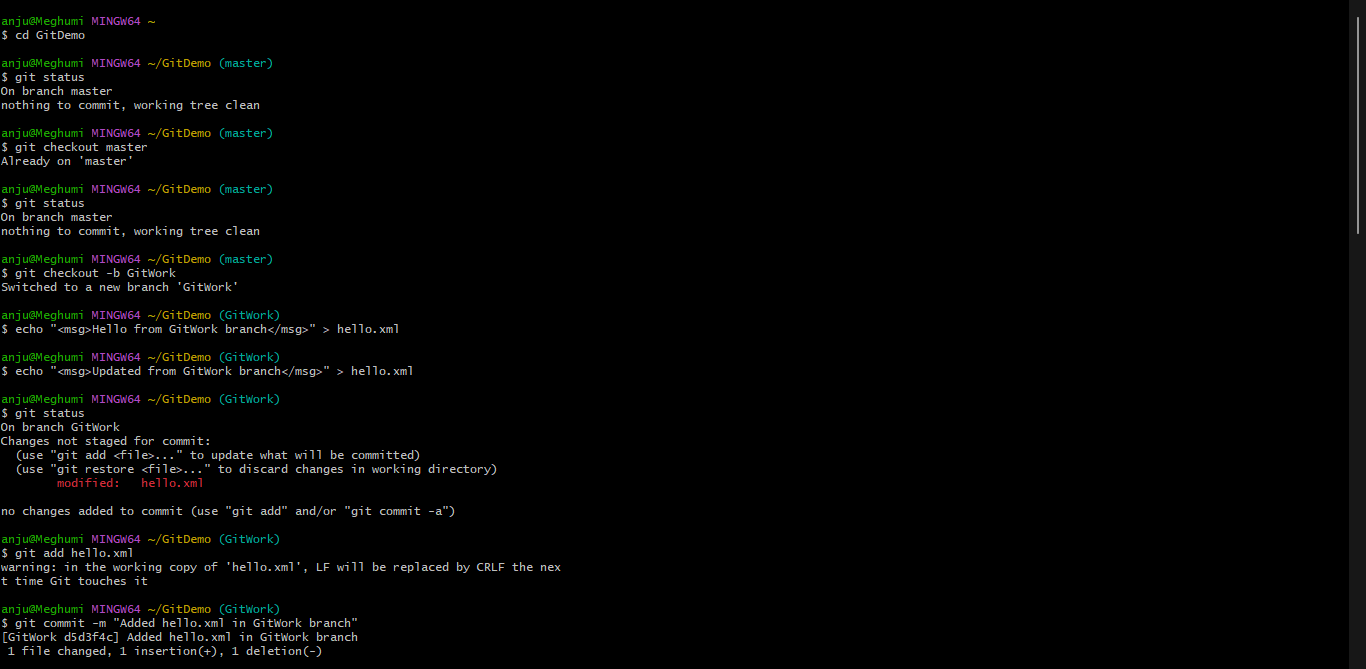 anju@Meghumi MINGW64 ~
$ cd GitDemo
anju@Meghumi MINGW64 ~/GitDemo (master)
$ git status
On branch master
nothing to commit, working tree clean
anju@Meghumi MINGW64 ~/GitDemo (master)
$ git checkout master
Already on 'master'
anju@Meghumi MINGW64 ~/GitDemo (master)
$ git status
On branch master
nothing to commit, working tree clean
anju@Meghumi MINGW64 ~/GitDemo (master)
$ git checkout -b GitWork
Switched to a new branch 'GitWork'
anju@Meghumi MINGW64 ~/GitDemo (GitWork)
$ echo "<msg>Hello from GitWork branch</msg>" > hello.xml
anju@Meghumi MINGW64 ~/GitDemo (GitWork)
$ echo "<msg>Updated from GitWork branch</msg>" > hello.xml
anju@Meghumi MINGW64 ~/GitDemo (GitWork)
$ git status
On branch GitWork
Changes not staged for commit:
  (use "git add <file>..." to update what will be committed)
  (use "git restore <file>..." to discard changes in working directory)
        modified:   hello.xml
no changes added to commit (use "git add" and/or "git commit -a")
anju@Meghumi MINGW64 ~/GitDemo (GitWork)
$ git add hello.xml
warning: in the working copy of 'hello.xml', LF will be replaced by CRLF the nex
t time Git touches it
anju@Meghumi MINGW64 ~/GitDemo (GitWork)
$ git commit -m "Added hello.xml in GitWork branch"
[GitWork d5d3f4c] Added hello.xml in GitWork branch
 1 file changed, 1 insertion(+), 1 deletion(-)